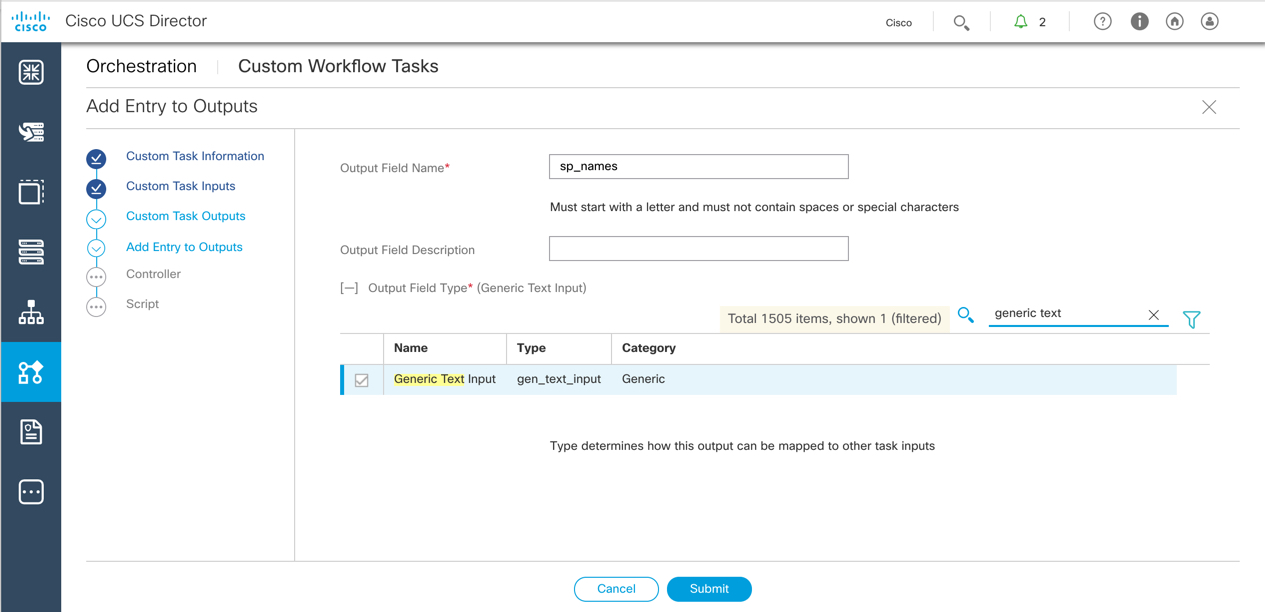 CISCO
Cisco UCS Director
Cisco
2
Orchestration
Custom Workflow Tasks
Add Entry to Outputs
Custom Task Information
Custom Task Inputs
Custom Task Outputs
Add Entry to Outputs
Controller
Script
Output Field Name* sp_names
Must start with a letter and must not contain spaces or special characters
Output Field Description
[—] Output Field Type* (Generic Text Input)
Total 1505 items, shown 1 (filtered) generic text
Name Type Category
Generic Text Input gen_text_input Generic
Type determines how this output can be mapped to other task inputs
Cancel Submit